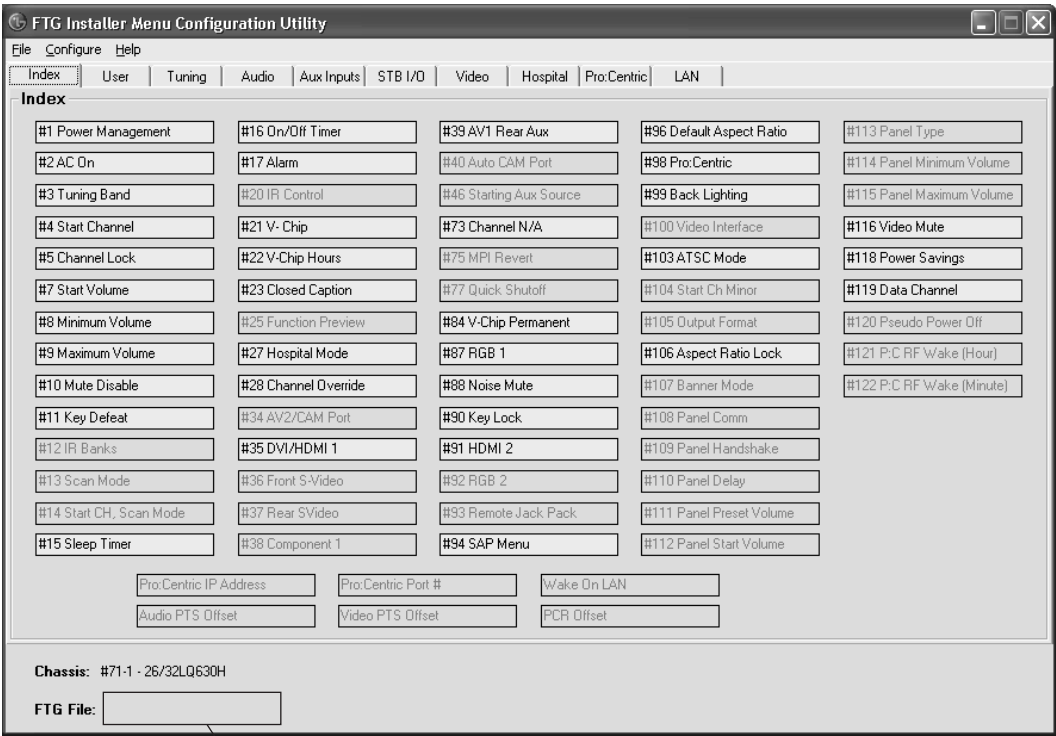 FTG Installer Menu Configuration Utility
File Configure Help
Index User Tuning Audio Aux Inputs STB I/O Video Hospital Pro:Centric LAN
Index
#1 Power Management
#2 AC On
#3 Tuning Band
#4 Start Channel
#5 Channel Lock
#7 Start Volume
#8 Minimum Volume
#9 Maximum Volume
#10 Mute Disable
#11 Key Defeat
#12 IR Banks
#13 Scan Mode
#14 Start CH, Scan Mode
#15 Sleep Timer
#16 On/Off Timer
#17 Alarm
#20 IR Control
#21 V- Chip
#22 V-Chip Hours
#23 Closed Caption
#25 Function Preview
#27 Hospital Mode
#28 Channel Override
#34 AV2/CAM Port
#35 DVI/HDMI 1
#36 Front S-Video
#37 Rear SVideo
#38 Component 1
#39 AV1 Rear Aux
#40 Auto CAM Port
#46 Starting Aux Source
#73 Channel N/A
#75 MPI Revert
#77 Quick Shutoff
#84 V-Chip Permanent
#87 RGB 1
#88 Noise Mute
#90 Key Lock
#91 HDMI 2
#92 RGB 2
#93 Remote Jack Pack
#94 SAP Menu
#96 Default Aspect Ratio
#98 Pro:Centric
#99 Back Lighting
#100 Video Interface
#103 ATSC Mode
#104 Start Ch Minor
#105 Output Format
#106 Aspect Ratio Lock
#107 Banner Mode
#108 Panel Comm
#109 Panel Handshake
#110 Panel Delay
#111 Panel Preset Volume
#112 Panel Start Volume
#113 Panel Type
#114 Panel Minimum Volume
#115 Panel Maximum Volume
#116 Video Mute
#118 Power Savings
#119 Data Channel
#120 Pseudo Power Off
#121 P:C RF Wake (Hour)
#122 P:C RF Wake (Minute)
Pro:Centric IP Address Pro:Centric Port # Wake On LAN
Audio PTS Offset Video PTS Offset PCR Offset
Chassis: #71-1 - 26/32LQ630H
FTG File: